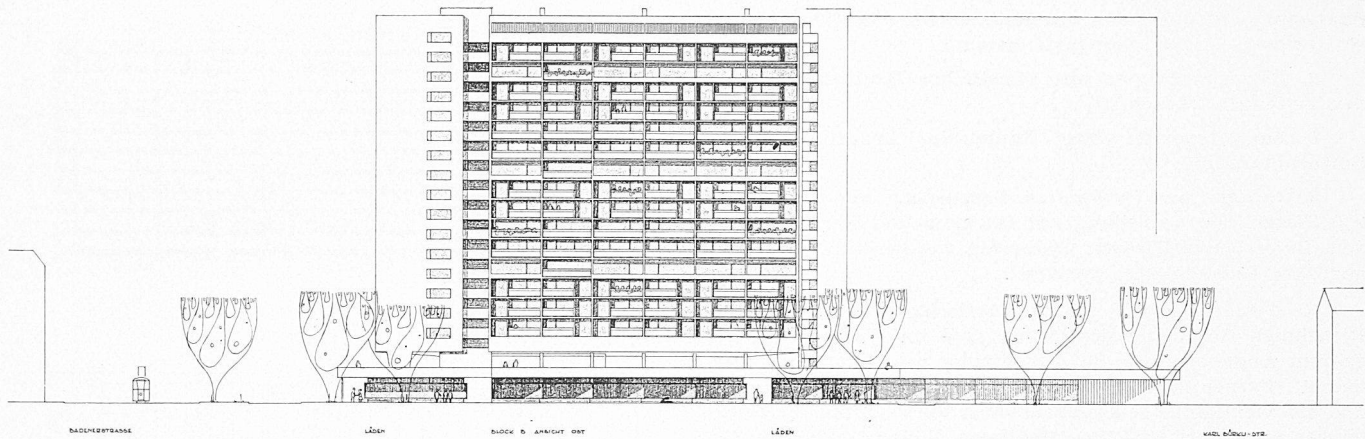 BADENERSTRASSE
LÄDEN
BLOCK B ANSICHT OST
LÄDEN
KARL BÜRKLI-STR.